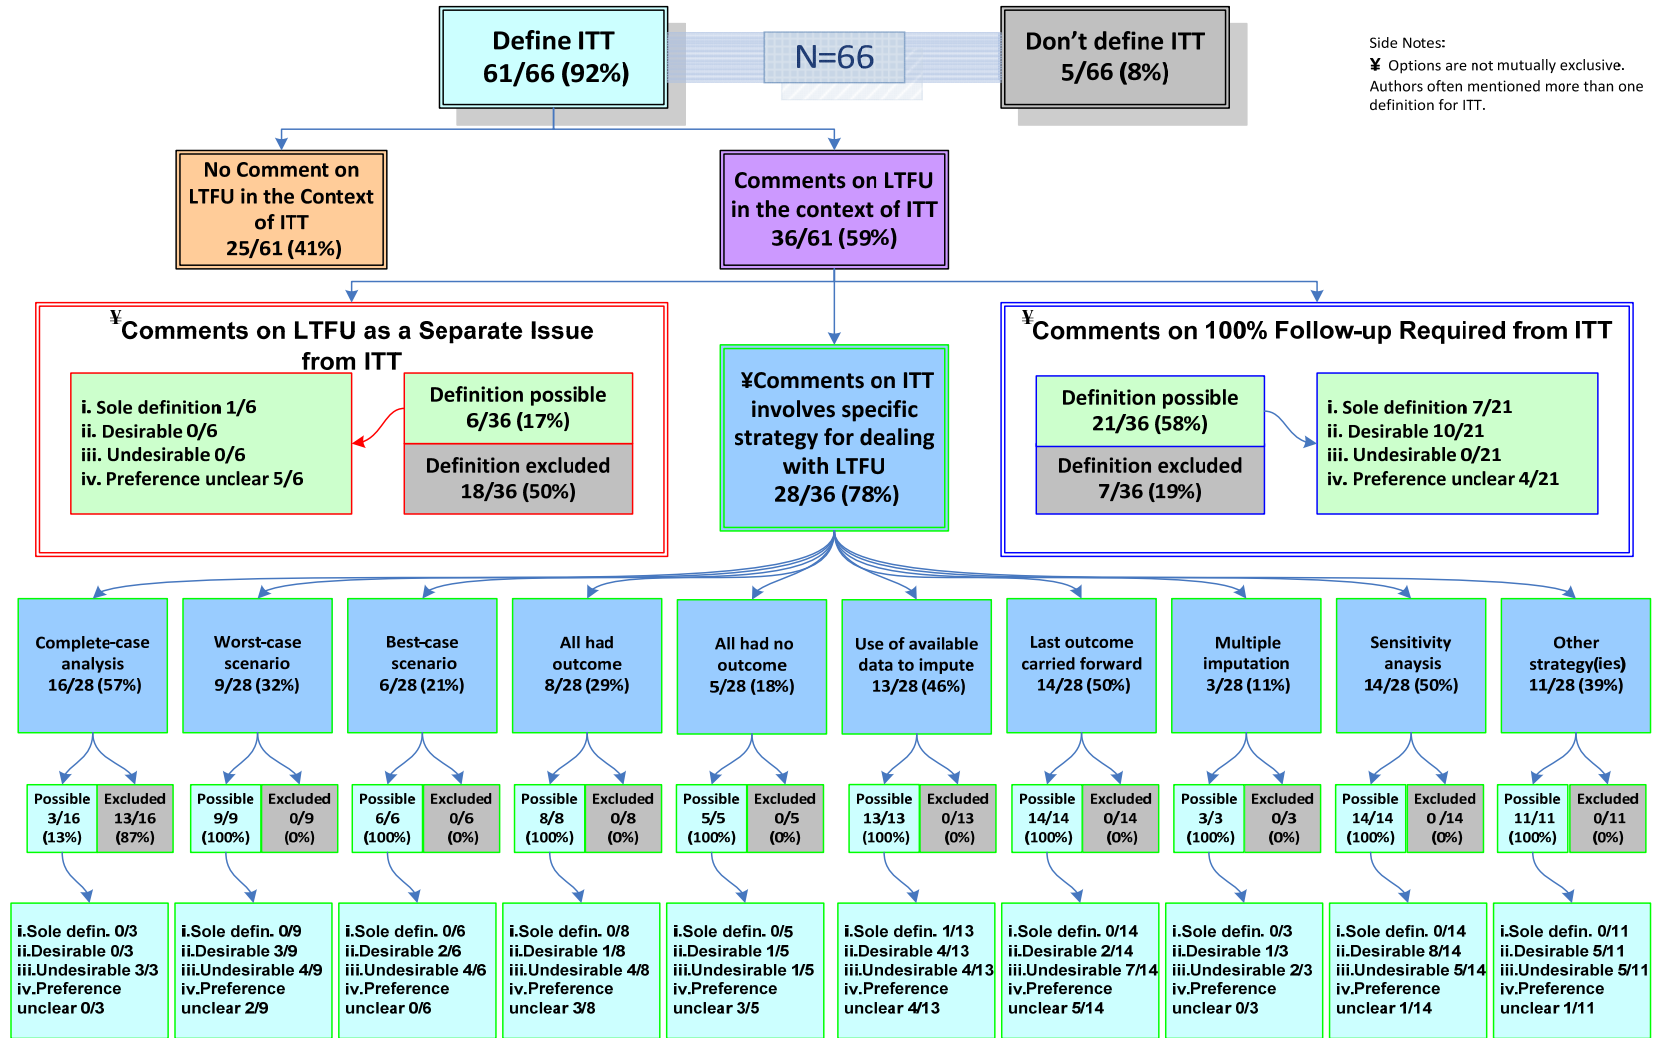 Define ITT
61/66 (92%)
N=66
Don't define ITT
5/66 (8%)
Side Notes:
¥ Options are not mutually exclusive.
Authors often mentioned more than one
definition for ITT.
No Comment on
LTFU in the Context
of ITT
25/61 (41%)
Comments on LTFU
in the context of ITT
36/61 (59%)
¥Comments on LTFU as a Separate Issue
from ITT
i. Sole definition 1/6
ii. Desirable 0/6
iii. Undesirable 0/6
iv. Preference unclear 5/6
Definition possible
6/36 (17%)
Definition excluded
18/36 (50%)
¥Comments on ITT
involves specific
strategy for dealing
with LTFU
28/36 (78%)
¥Comments on 100% Follow-up Required from ITT
Definition possible
21/36 (58%)
Definition excluded
7/36 (19%)
i. Sole definition 7/21
ii. Desirable 10/21
iii. Undesirable 0/21
iv. Preference unclear 4/21
Complete-case
analysis
16/28 (57%)
Worst-case
scenario
9/28 (32%)
Best-case
scenario
6/28 (21%)
All had
outcome
8/28 (29%)
All had no
outcome
5/28 (18%)
Use of available
data to impute
13/28 (46%)
Last outcome
carried forward
14/28 (50%)
Multiple
imputation
3/28 (11%)
Sensitivity
anaysis
14/28 (50%)
Other
strategy(ies)
11/28 (39%)
Possible
3/16
(13%)
Excluded
13/16
(87%)
Possible
9/9
(100%)
Excluded
0/9
(0%)
Possible
6/6
(100%)
Excluded
0/6
(0%)
Possible
8/8
(100%)
Excluded
0/8
(0%)
Possible
5/5
(100%)
Excluded
0/5
(0%)
Possible
13/13
(100%)
Excluded
0/13
(0%)
Possible
14/14
(100%)
Excluded
0/14
(0%)
Possible
3/3
(100%)
Excluded
0/3
(0%)
Possible
14/14
(100%)
Excluded
0 /14
(0%)
Possible
11/11
(100%)
Excluded
0/11
(0%)
i.Sole defin. 0/3
ii.Desirable 0/3
iii.Undesirable 3/3
iv.Preference
unclear 0/3
i.Sole defin. 0/9
ii.Desirable 3/9
iii.Undesirable 4/9
iv.Preference
unclear 2/9
i.Sole defin. 0/6
ii.Desirable 2/6
iii.Undesirable 4/6
iv.Preference
unclear 0/6
i.Sole defin. 0/8
ii.Desirable 1/8
iii.Undesirable 4/8
iv.Preference
unclear 3/8
i.Sole defin. 0/5
ii.Desirable 1/5
iii.Undesirable 1/5
iv.Preference
unclear 3/5
i.Sole defin. 1/13
ii.Desirable 4/13
iii.Undesirable 4/13
iv.Preference
unclear 4/13
i.Sole defin. 0/14
ii.Desirable 2/14
iii.Undesirable 7/14
iv.Preference
unclear 5/14
i.Sole defin. 0/3
ii.Desirable 1/3
iii.Undesirable 2/3
iv.Preference
unclear 0/3
i.Sole defin. 0/14
ii.Desirable 8/14
iii.Undesirable 5/14
iv.Preference
unclear 1/14
i.Sole defin. 0/11
ii.Desirable 5/11
iii.Undesirable 5/11
iv.Preference
unclear 1/11